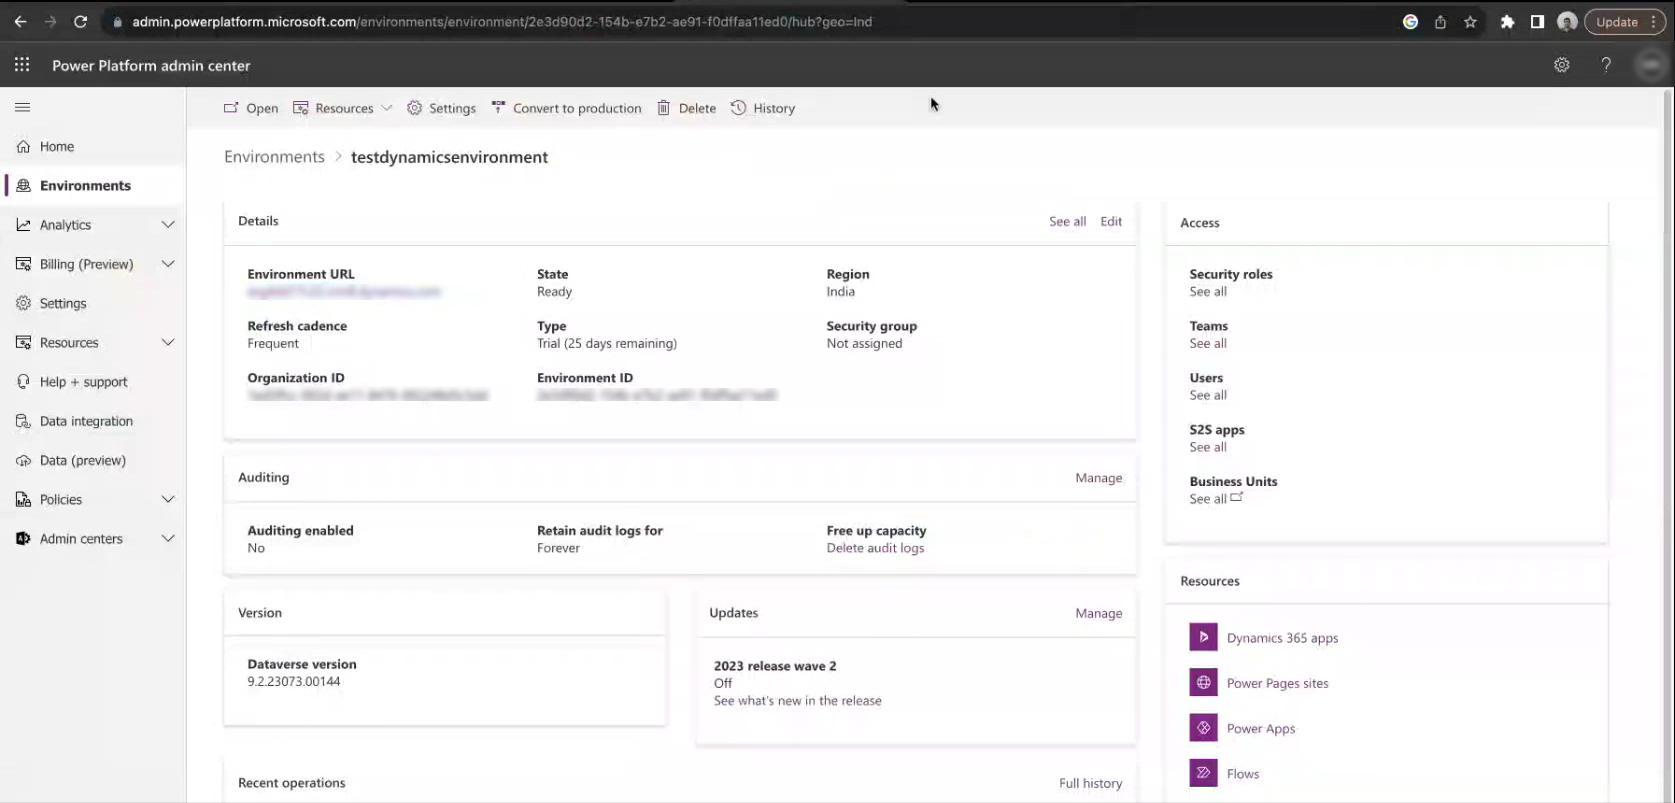 admin.powerplatform.microsoft.com/environments/environment/2e3d90d2-154b-e7b2-ae91-f0dffaa11ed0/hub?geo=Ind
Update
Power Platform admin center
Open Resources Settings Convert to production Delete History
Home
Environments
Analytics
Billing (Preview)
Settings
Resources
Help + support
Data integration
Data (preview)
Policies
Admin centers
Environments > testdynamicsenvironment
Details See all Edit
Environment URL State Region
Ready India
Refresh cadence Type Security group
Frequent Trial (25 days remaining) Not assigned
Organization ID Environment ID
Auditing Manage
Auditing enabled Retain audit logs for Free up capacity
No Forever Delete audit logs
Version
Dataverse version
9.2.23073.00144
Updates Manage
2023 release wave 2
Off
See what's new in the release
Recent operations Full history
Access
Security roles
See all
Teams
See all
Users
See all
S2S apps
See all
Business Units
See all
Resources
Dynamics 365 apps
Power Pages sites
Power Apps
Flows